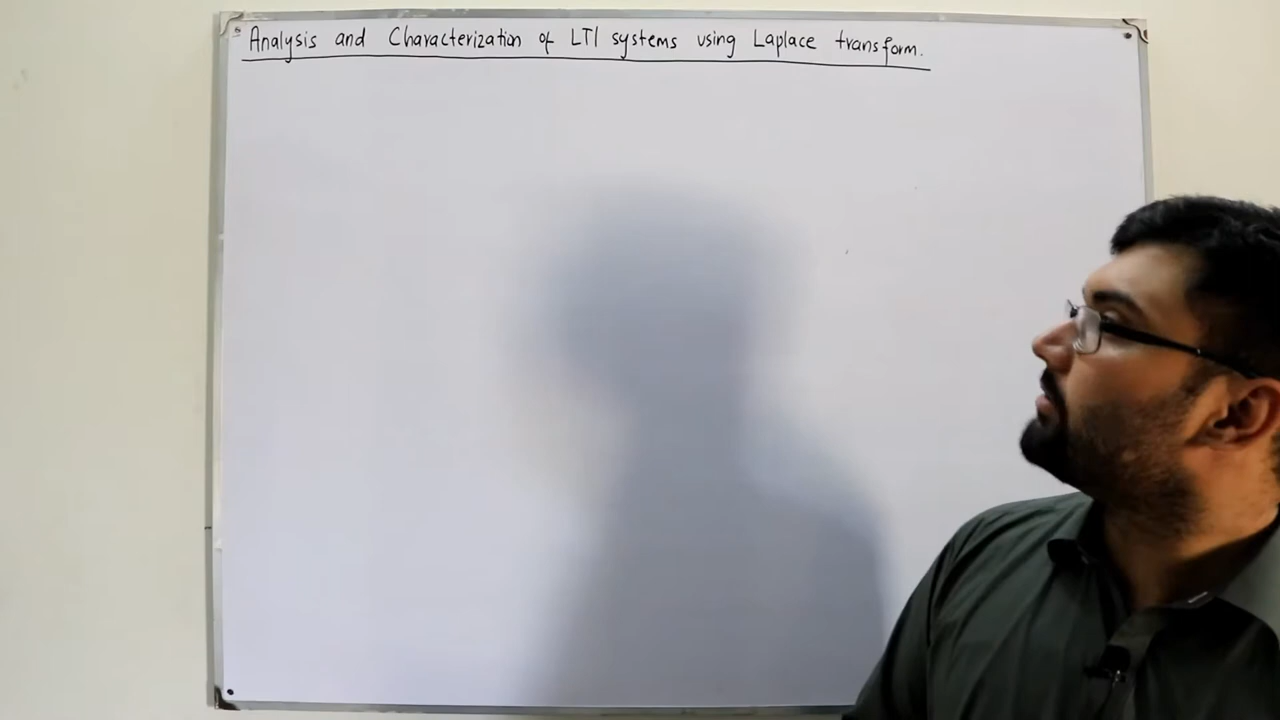 Analysis and Characterization of LTI systems using Laplace transform.